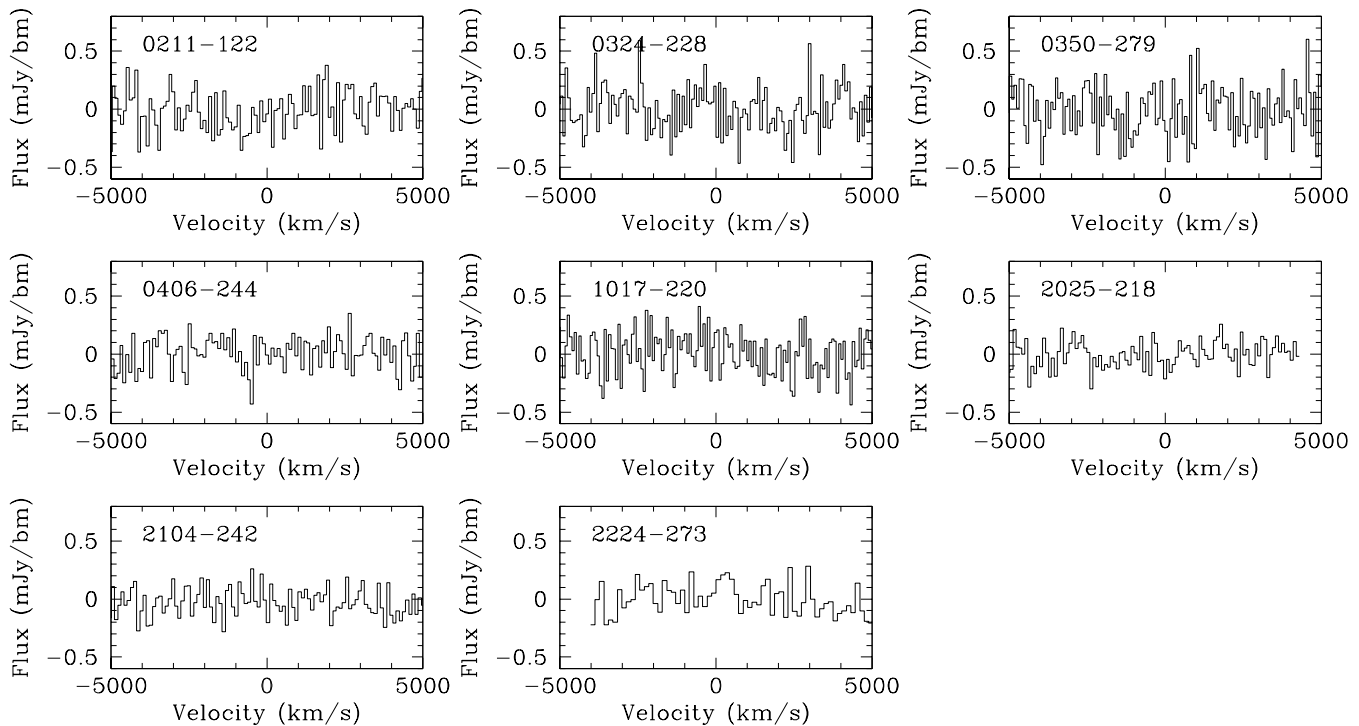 0211−122
Flux (mJy/bm)
0.5
0
−0.5
−5000 0 5000
Velocity (km/s)
0324−228
Flux (mJy/bm)
0.5
0
−0.5
−5000 0 5000
Velocity (km/s)
0350−279
Flux (mJy/bm)
0.5
0
−0.5
−5000 0 5000
Velocity (km/s)
0406−244
Flux (mJy/bm)
0.5
0
−0.5
−5000 0 5000
Velocity (km/s)
1017−220
Flux (mJy/bm)
0.5
0
−0.5
−5000 0 5000
Velocity (km/s)
2025−218
Flux (mJy/bm)
0.5
0
−0.5
−5000 0 5000
Velocity (km/s)
2104−242
Flux (mJy/bm)
0.5
0
−0.5
−5000 0 5000
Velocity (km/s)
2224−273
Flux (mJy/bm)
0.5
0
−0.5
−5000 0 5000
Velocity (km/s)